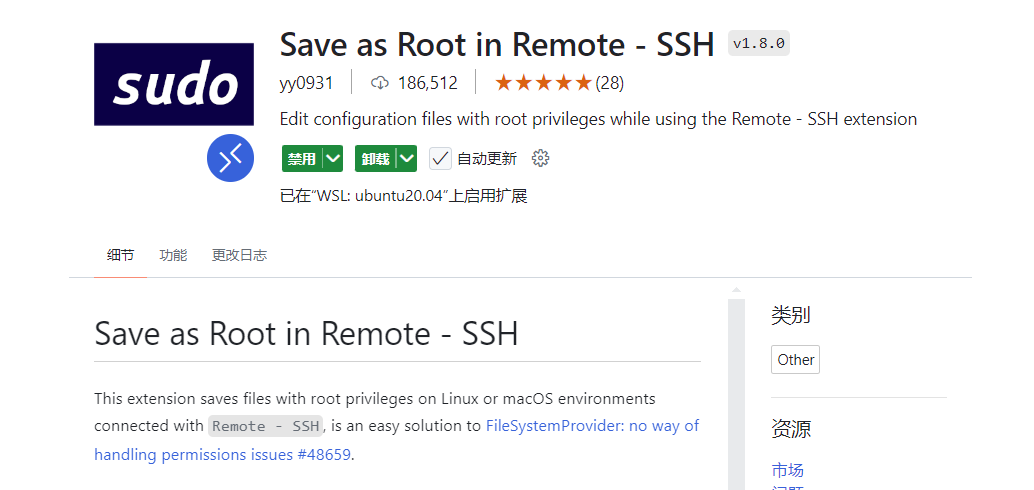 sudo
Save as Root in Remote - SSH v1.8.0
yy0931 186,512 (28)
Edit configuration files with root privileges while using the Remote - SSH extension
禁用 卸载 自动更新
已在“WSL: ubuntu20.04”上启用扩展
细节 功能 更改日志
Save as Root in Remote - SSH
This extension saves files with root privileges on Linux or macOS environments
connected with Remote - SSH, is an easy solution to FileSystemProvider: no way of
handling permissions issues #48659.
类别
Other
资源
市场